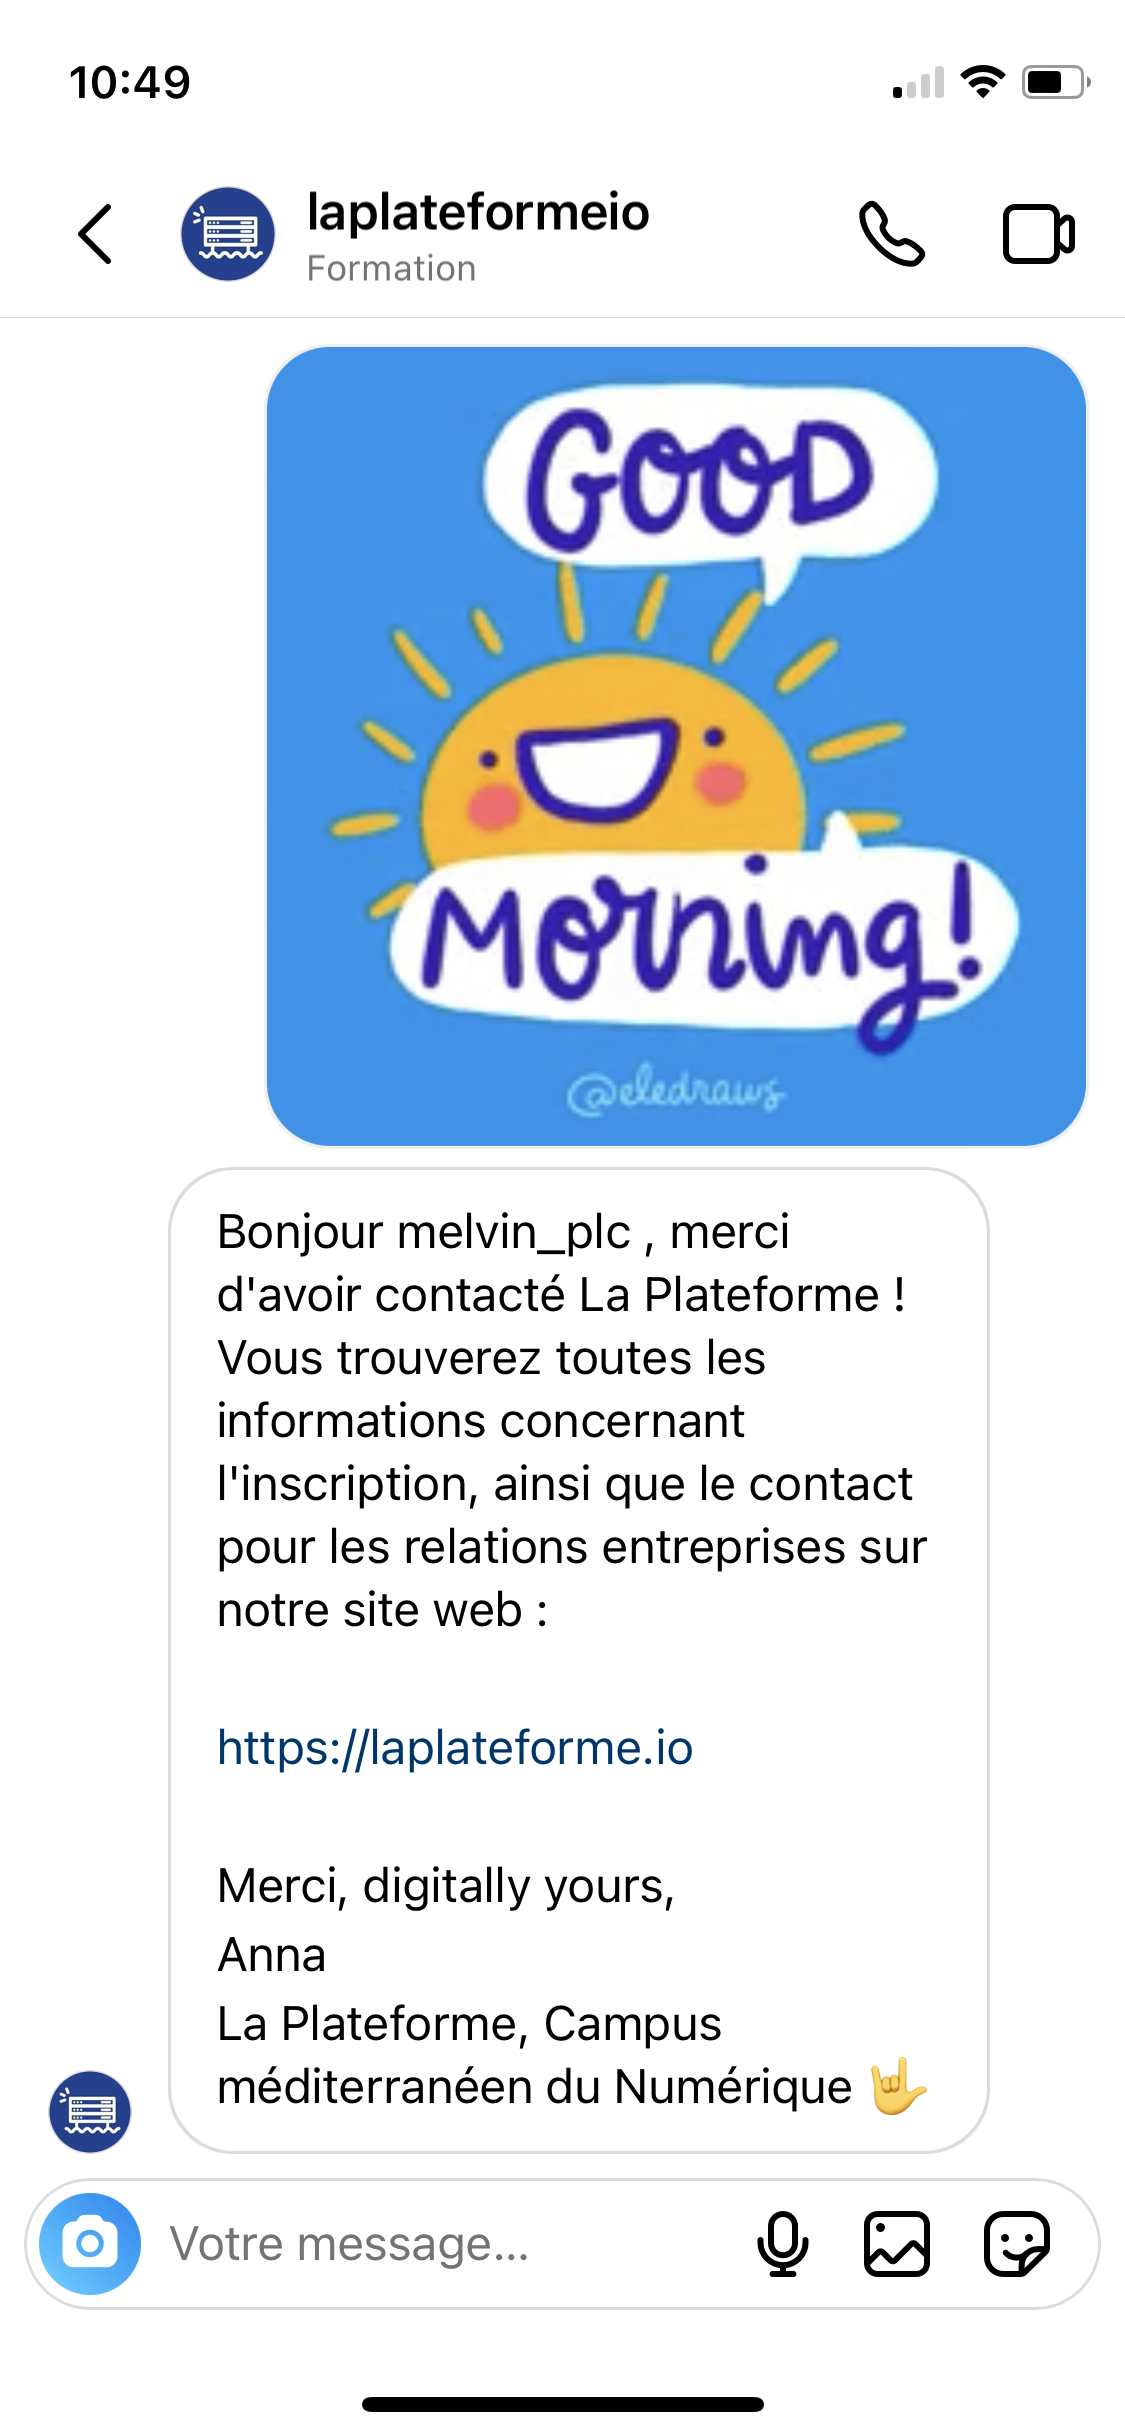 10:49
laplateformeio
Formation
GOOD
Morning!
@eledraws
Bonjour melvin_plc , merci
d'avoir contacté La Plateforme !
Vous trouverez toutes les
informations concernant
l'inscription, ainsi que le contact
pour les relations entreprises sur
notre site web :
https://laplateforme.io
Merci, digitally yours,
Anna
La Plateforme, Campus
méditerranéen du Numérique 🤟
Votre message...